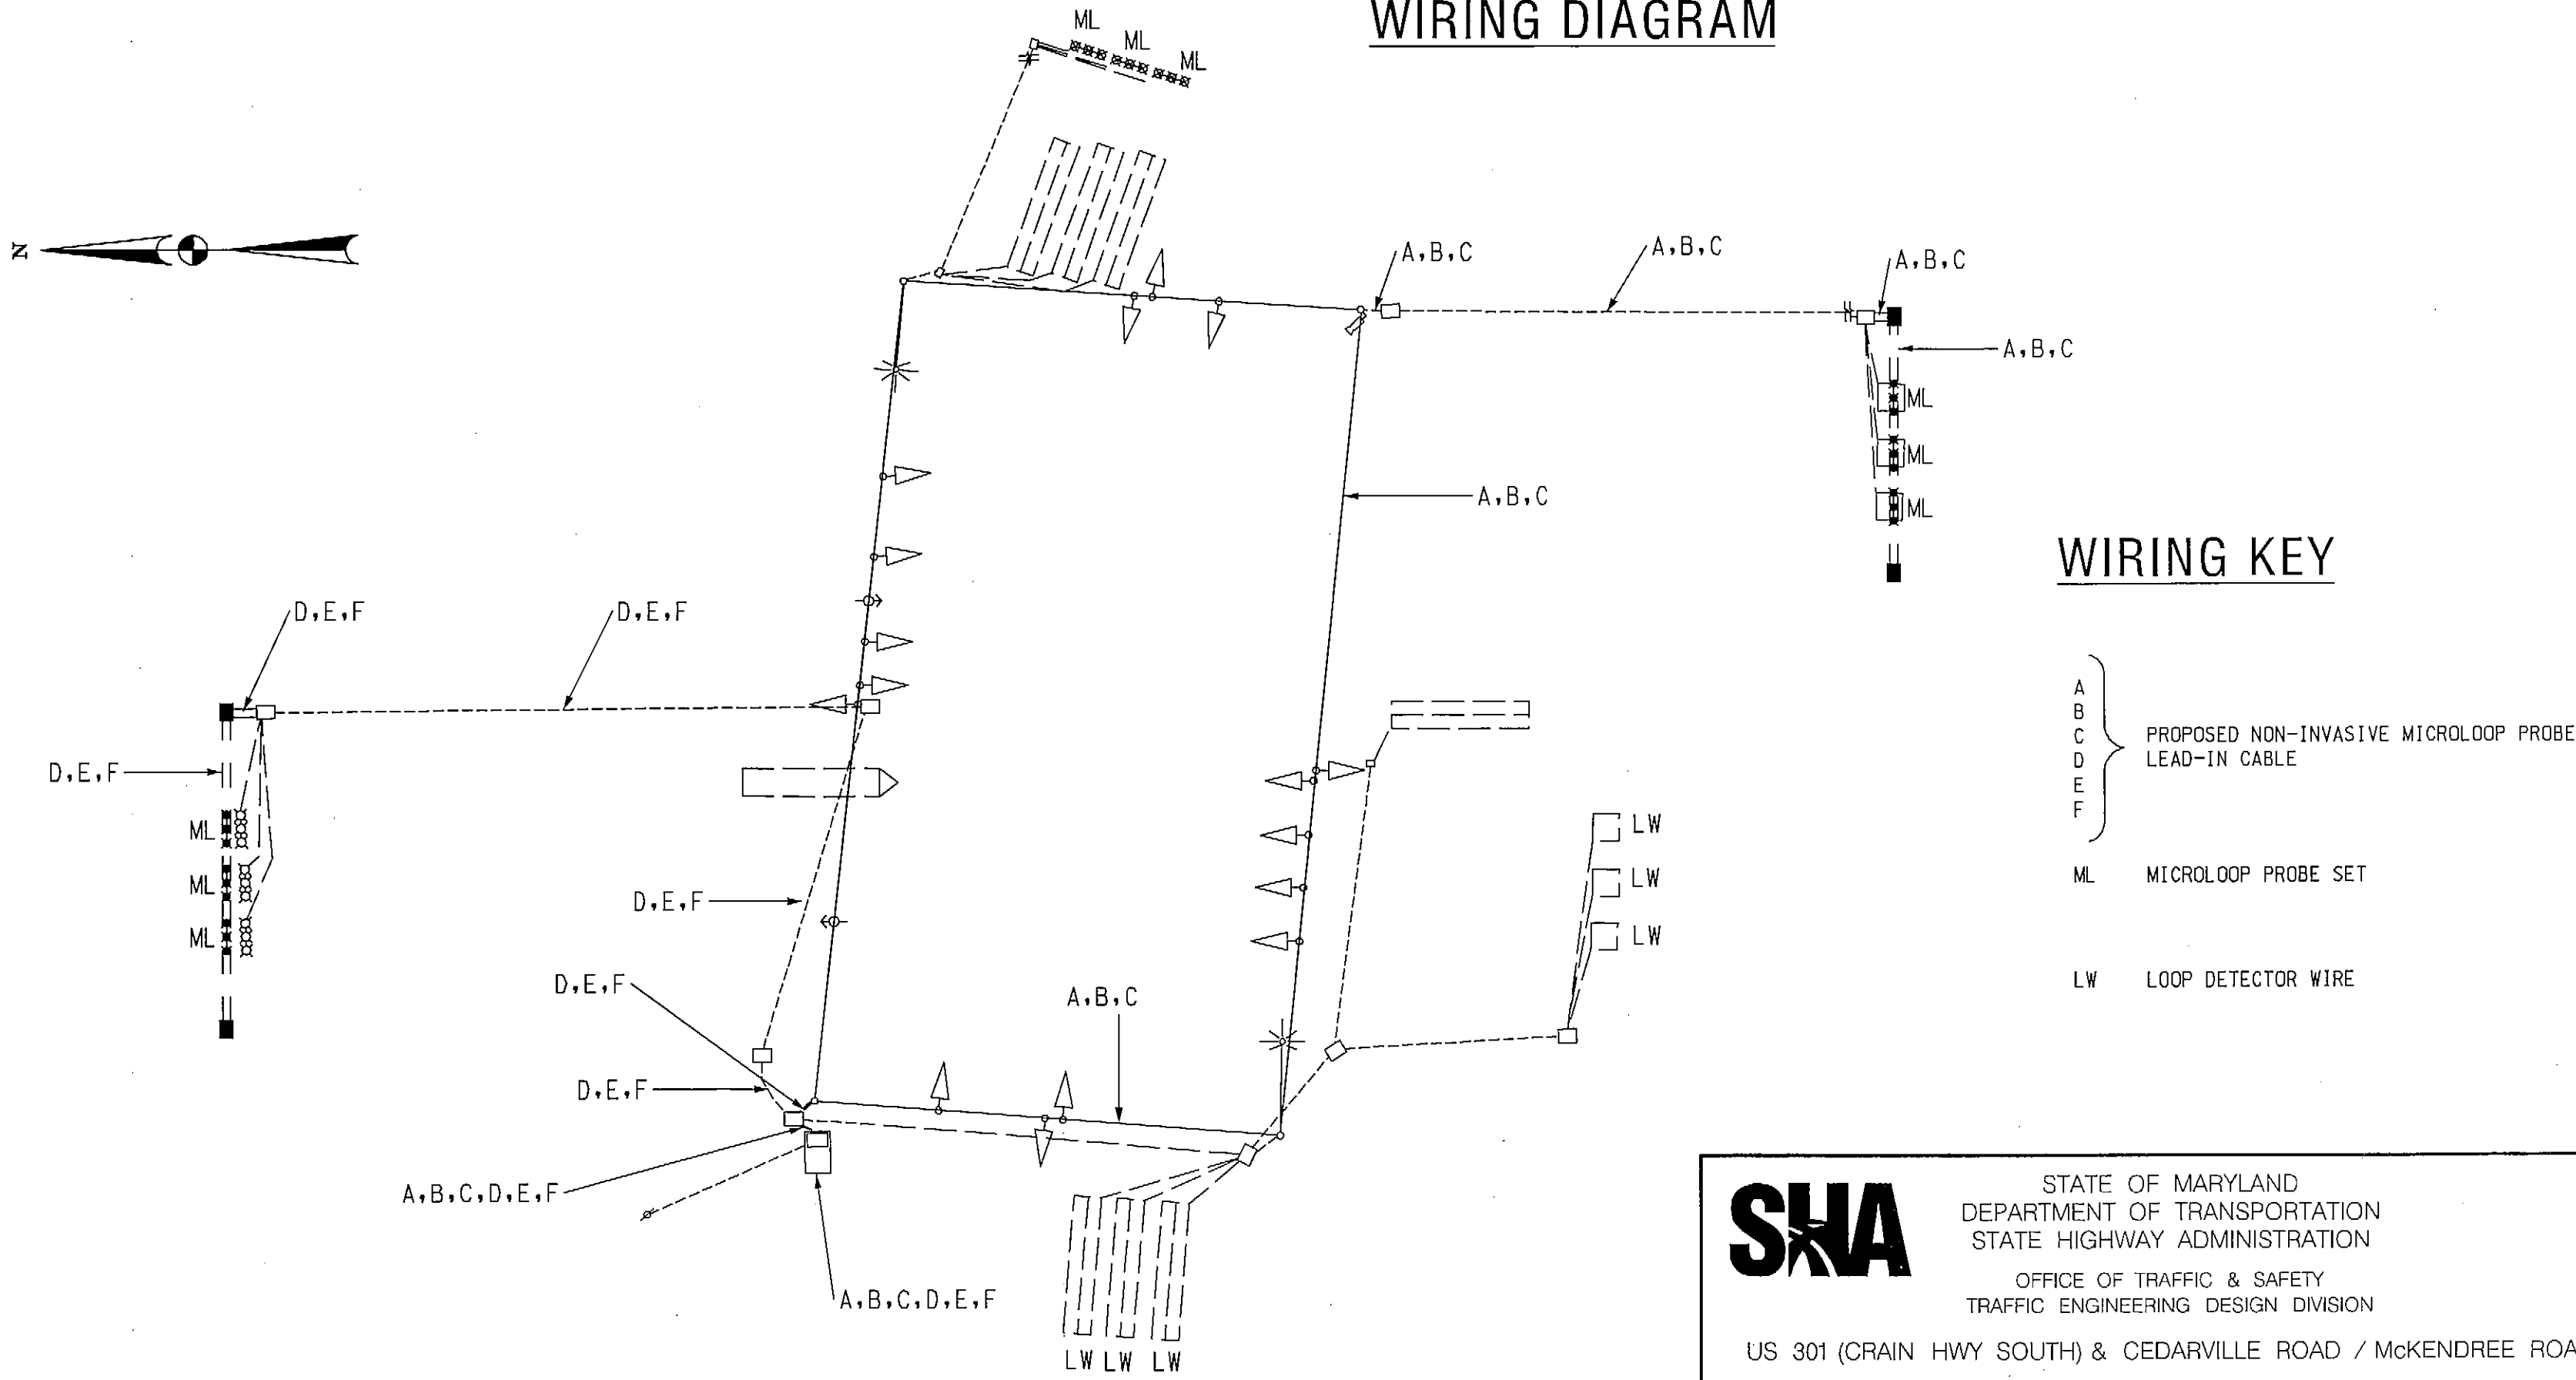 WIRING DIAGRAM
ML
ML
ML
N
A,B,C
A,B,C
A,B,C
A,B,C
ML
ML
ML
A,B,C
WIRING KEY
D,E,F
D,E,F
D,E,F
ML
ML
ML
D,E,F
D,E,F
D,E,F
A,B,C
LW
LW
LW
A
B
C
D
E
F
PROPOSED NON-INVASIVE MICROLOOP PROBE
LEAD-IN CABLE
ML MICROLOOP PROBE SET
LW LOOP DETECTOR WIRE
A,B,C,D,E,F
A,B,C,D,E,F
LW LW LW
SHA
STATE OF MARYLAND
DEPARTMENT OF TRANSPORTATION
STATE HIGHWAY ADMINISTRATION
OFFICE OF TRAFFIC & SAFETY
TRAFFIC ENGINEERING DESIGN DIVISION
US 301 (CRAIN HWY SOUTH) & CEDARVILLE ROAD / McKENDREE ROA